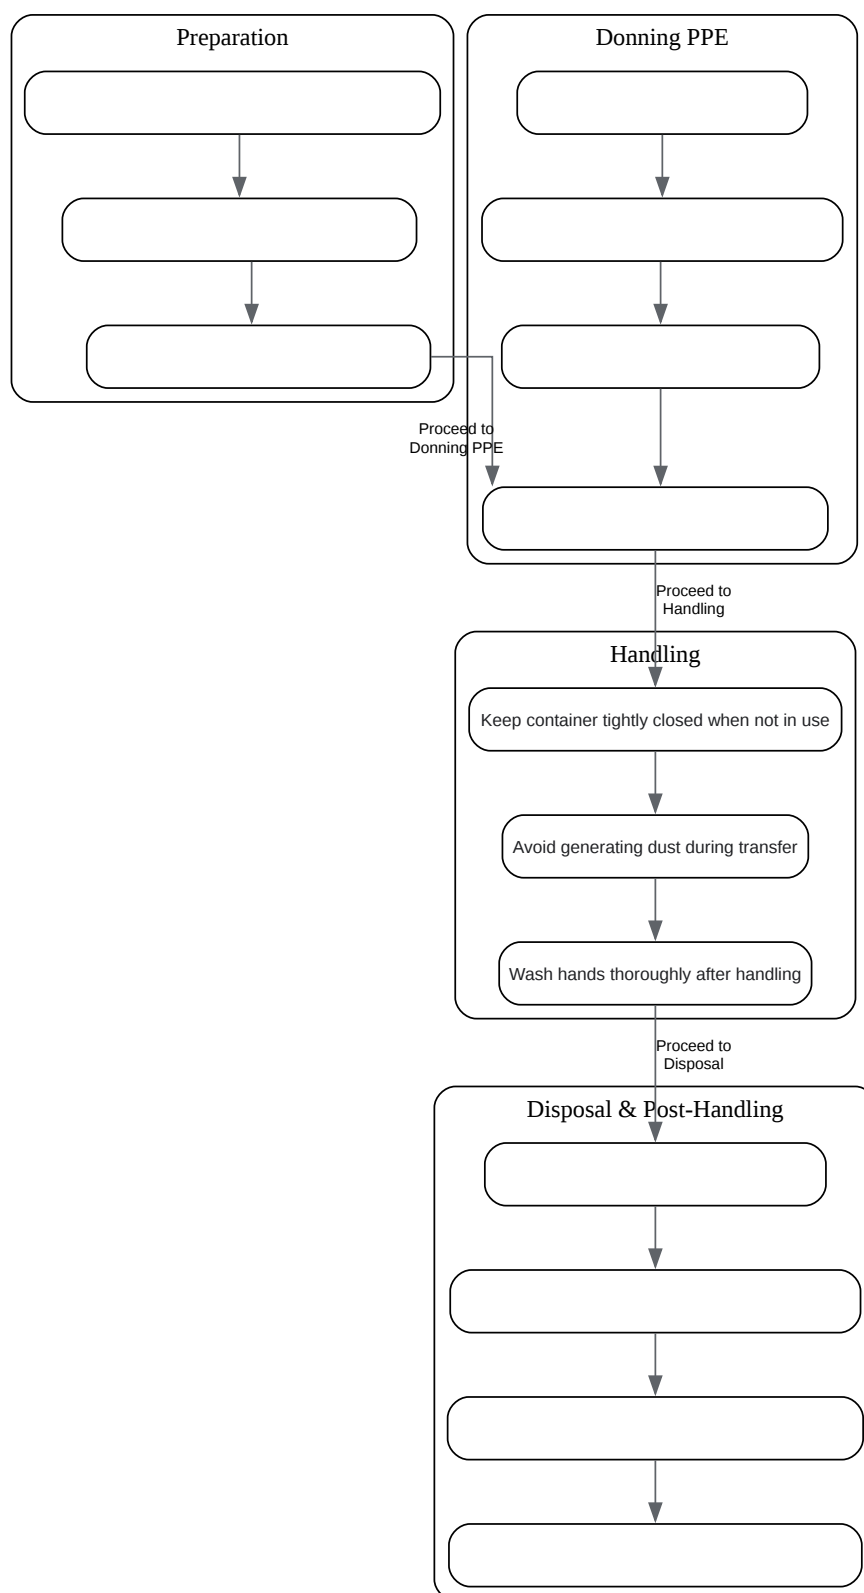 Preparation
Donning PPE
Proceed to
Donning PPE
Proceed to
Handling
Handling
Keep container tightly closed when not in use
Avoid generating dust during transfer
Wash hands thoroughly after handling
Proceed to
Disposal
Disposal & Post-Handling